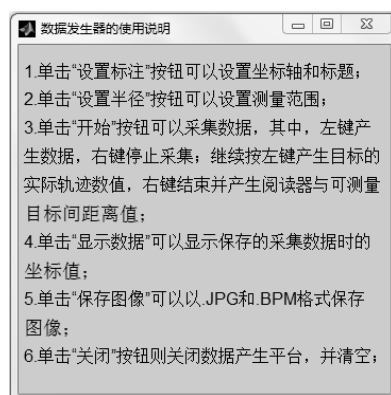 数据发生器的使用说明
1.单击“设置标注”按钮可以设置坐标轴和标题；
2.单击“设置半径”按钮可以设置测量范围；
3.单击“开始”按钮可以采集数据，其中，左键产
生数据，右键停止采集；继续按左键产生目标的
实际轨迹数值，右键结束并产生阅读器与可测量
目标间距离值；
4.单击“显示数据”可以显示保存的采集数据时的
坐标值；
5.单击“保存图像”可以以.JPG和.BPM格式保存
图像；
6.单击“关闭”按钮则关闭数据产生平台，并清空；